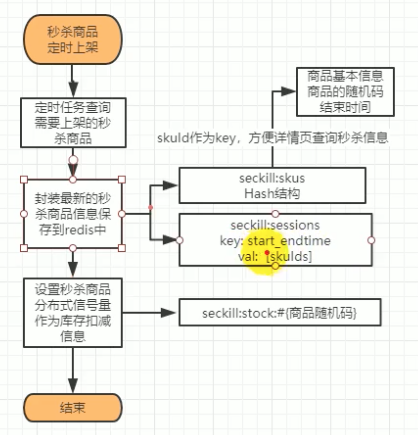 秒杀商品
定时上架
定时任务查询
需要上架的秒
杀商品
封装最新的秒
杀商品信息保
存到redis中
设置秒杀商品
分布式信号量
作为库存扣减
信息
结束
商品基本信息
商品的随机码
结束时间
skuId作为key，方便详情页查询秒杀信息
seckill:skus
Hash结构
seckill:sessions
key: start_endtime
val: [skuIds]
seckill:stock:#(商品随机码)